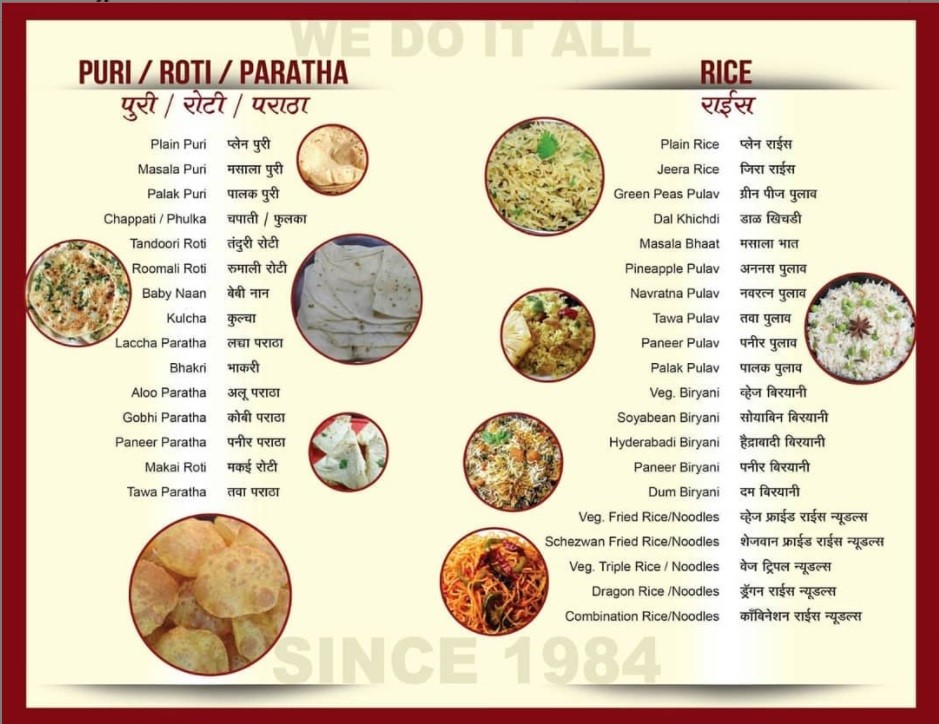 WE DO IT ALL
PURI / ROTI / PARATHA
पुरी / रोटी / पराठा
Plain Puri प्लेन पुरी
Masala Puri मसाला पुरी
Palak Puri पालक पुरी
Chappati / Phulka चपाती / फुलका
Tandoori Roti तंदुरी रोटी
Roomali Roti रुमाली रोटी
Baby Naan बेबी नान
Kulcha कुल्चा
Laccha Paratha लच्चा पराठा
Bhakri भाकरी
Aloo Paratha अलू पराठा
Gobhi Paratha कोबी पराठा
Paneer Paratha पनीर पराठा
Makai Roti मकई रोटी
Tawa Paratha तवा पराठा
RICE
राईस
Plain Rice प्लेन राईस
Jeera Rice जिरा राईस
Green Peas Pulav ग्रीन पीज पुलाव
Dal Khichdi डाळ खिचडी
Masala Bhaat मसाला भात
Pineapple Pulav अननस पुलाव
Navratna Pulav नवरत्न पुलाव
Tawa Pulav तवा पुलाव
Paneer Pulav पनीर पुलाव
Palak Pulav पालक पुलाव
Veg. Biryani व्हेज बिरयानी
Soyabean Biryani सोयाबिन बिरयानी
Hyderabadi Biryani हैद्राबादी बिरयानी
Paneer Biryani पनीर बिरयानी
Dum Biryani दम बिरयानी
Veg. Fried Rice/Noodles व्हेज फ्राईड राईस न्यूडल्स
Schezwan Fried Rice/Noodles शेजवान फ्राईड राईस न्यूडल्स
Veg. Triple Rice / Noodles वेज ट्रिपल न्यूडल्स
Dragon Rice /Noodles ड्रॅगन राईस न्यूडल्स
Combination Rice/Noodles कॉंबिनेशन राईस न्यूडल्स
SINCE 1984